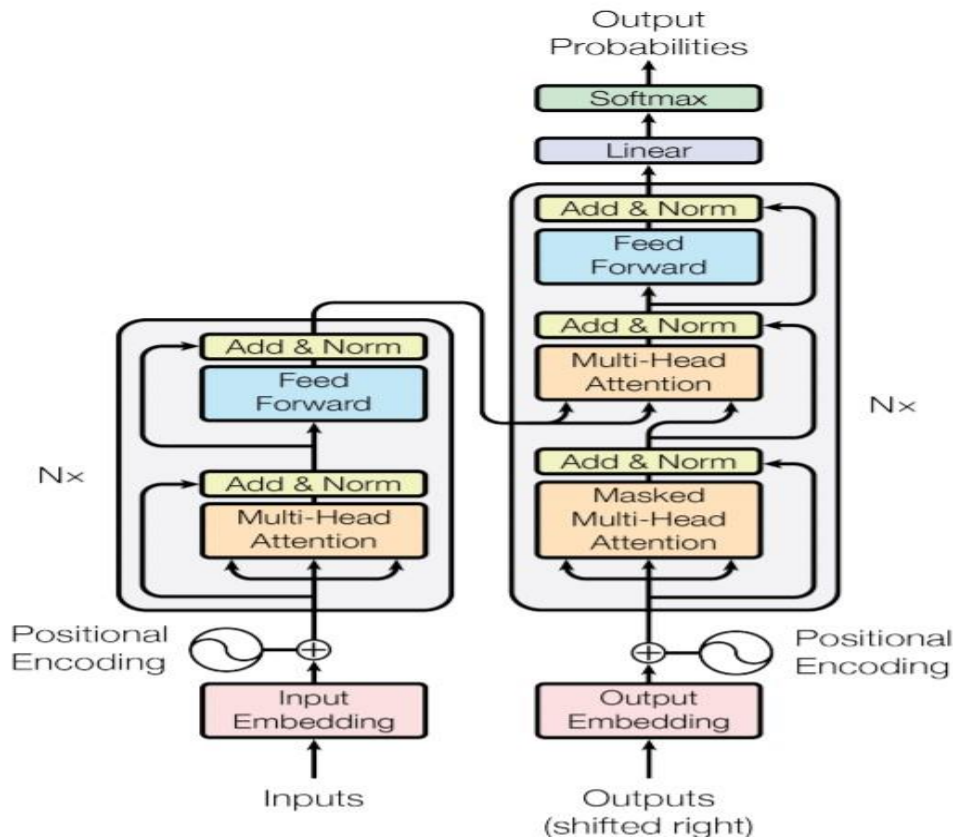 Output
Probabilities
Softmax
Linear
Add & Norm
Feed
Forward
Add & Norm
Multi-Head
Attention
Nx
Add & Norm
Masked
Multi-Head
Attention
Add & Norm
Feed
Forward
Nx
Add & Norm
Multi-Head
Attention
Positional
Encoding
Input
Embedding
Inputs
Positional
Encoding
Output
Embedding
Outputs
(shifted right)